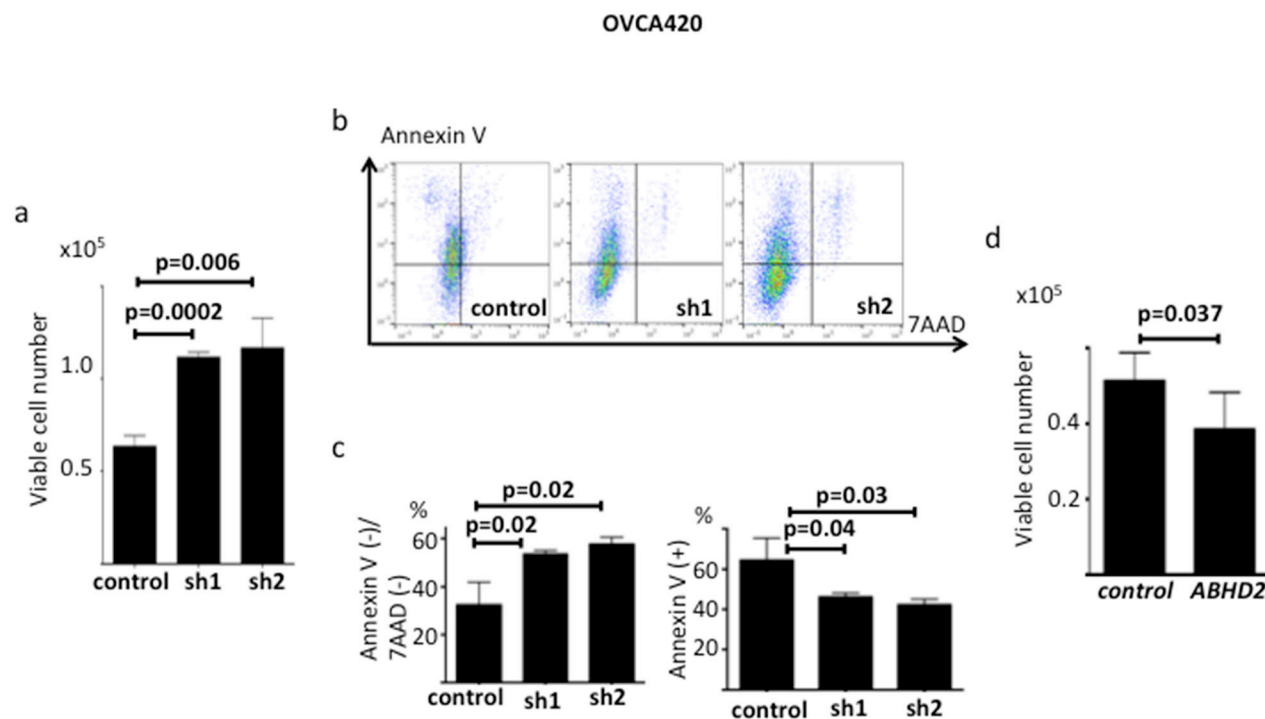 OVCA420
a
x10⁵
p=0.006
p=0.0002
1.0
0.5
Viable cell number
control sh1 sh2
b
Annexin V
control
sh1
sh2
7AAD
c
%
p=0.02
p=0.02
60
40
20
Annexin V (-)/
7AAD (-)
control sh1 sh2
%
p=0.03
p=0.04
60
40
20
Annexin V (+)
control sh1 sh2
d
x10⁵
p=0.037
0.4
0.2
Viable cell number
control ABHD2